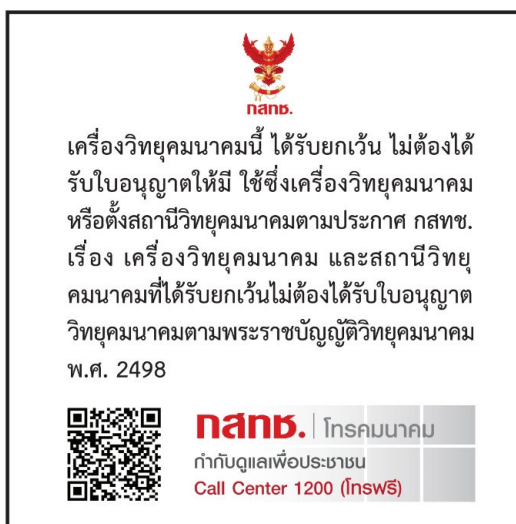 กสทช.
เครื่องวิทยุคมนาคมนี้ ได้รับยกเว้น ไม่ต้องได้
รับใบอนุญาตให้มี ใช้ซึ่งเครื่องวิทยุคมนาคม
หรือตั้งสถานีวิทยุคมนาคมตามประกาศ กสทช.
เรื่อง เครื่องวิทยุคมนาคม และสถานีวิทยุ
คมนาคมที่ได้รับยกเว้นไม่ต้องได้รับใบอนุญาต
วิทยุคมนาคมตามพระราชบัญญัติวิทยุคมนาคม
พ.ศ. 2498
กสทช. | โทรคมนาคม
กำกับดูแลเพื่อประชาชน
Call Center 1200 (โทรฟรี)